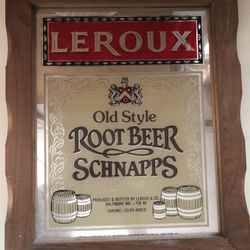 LEROUX
Old Style
ROOT BEER
SCHNAPPS
PRODUCED & BOTTLED BY LEROUX & CO.
BALTIMORE MD • 750 Ml
CARAMEL COLOR ADDED